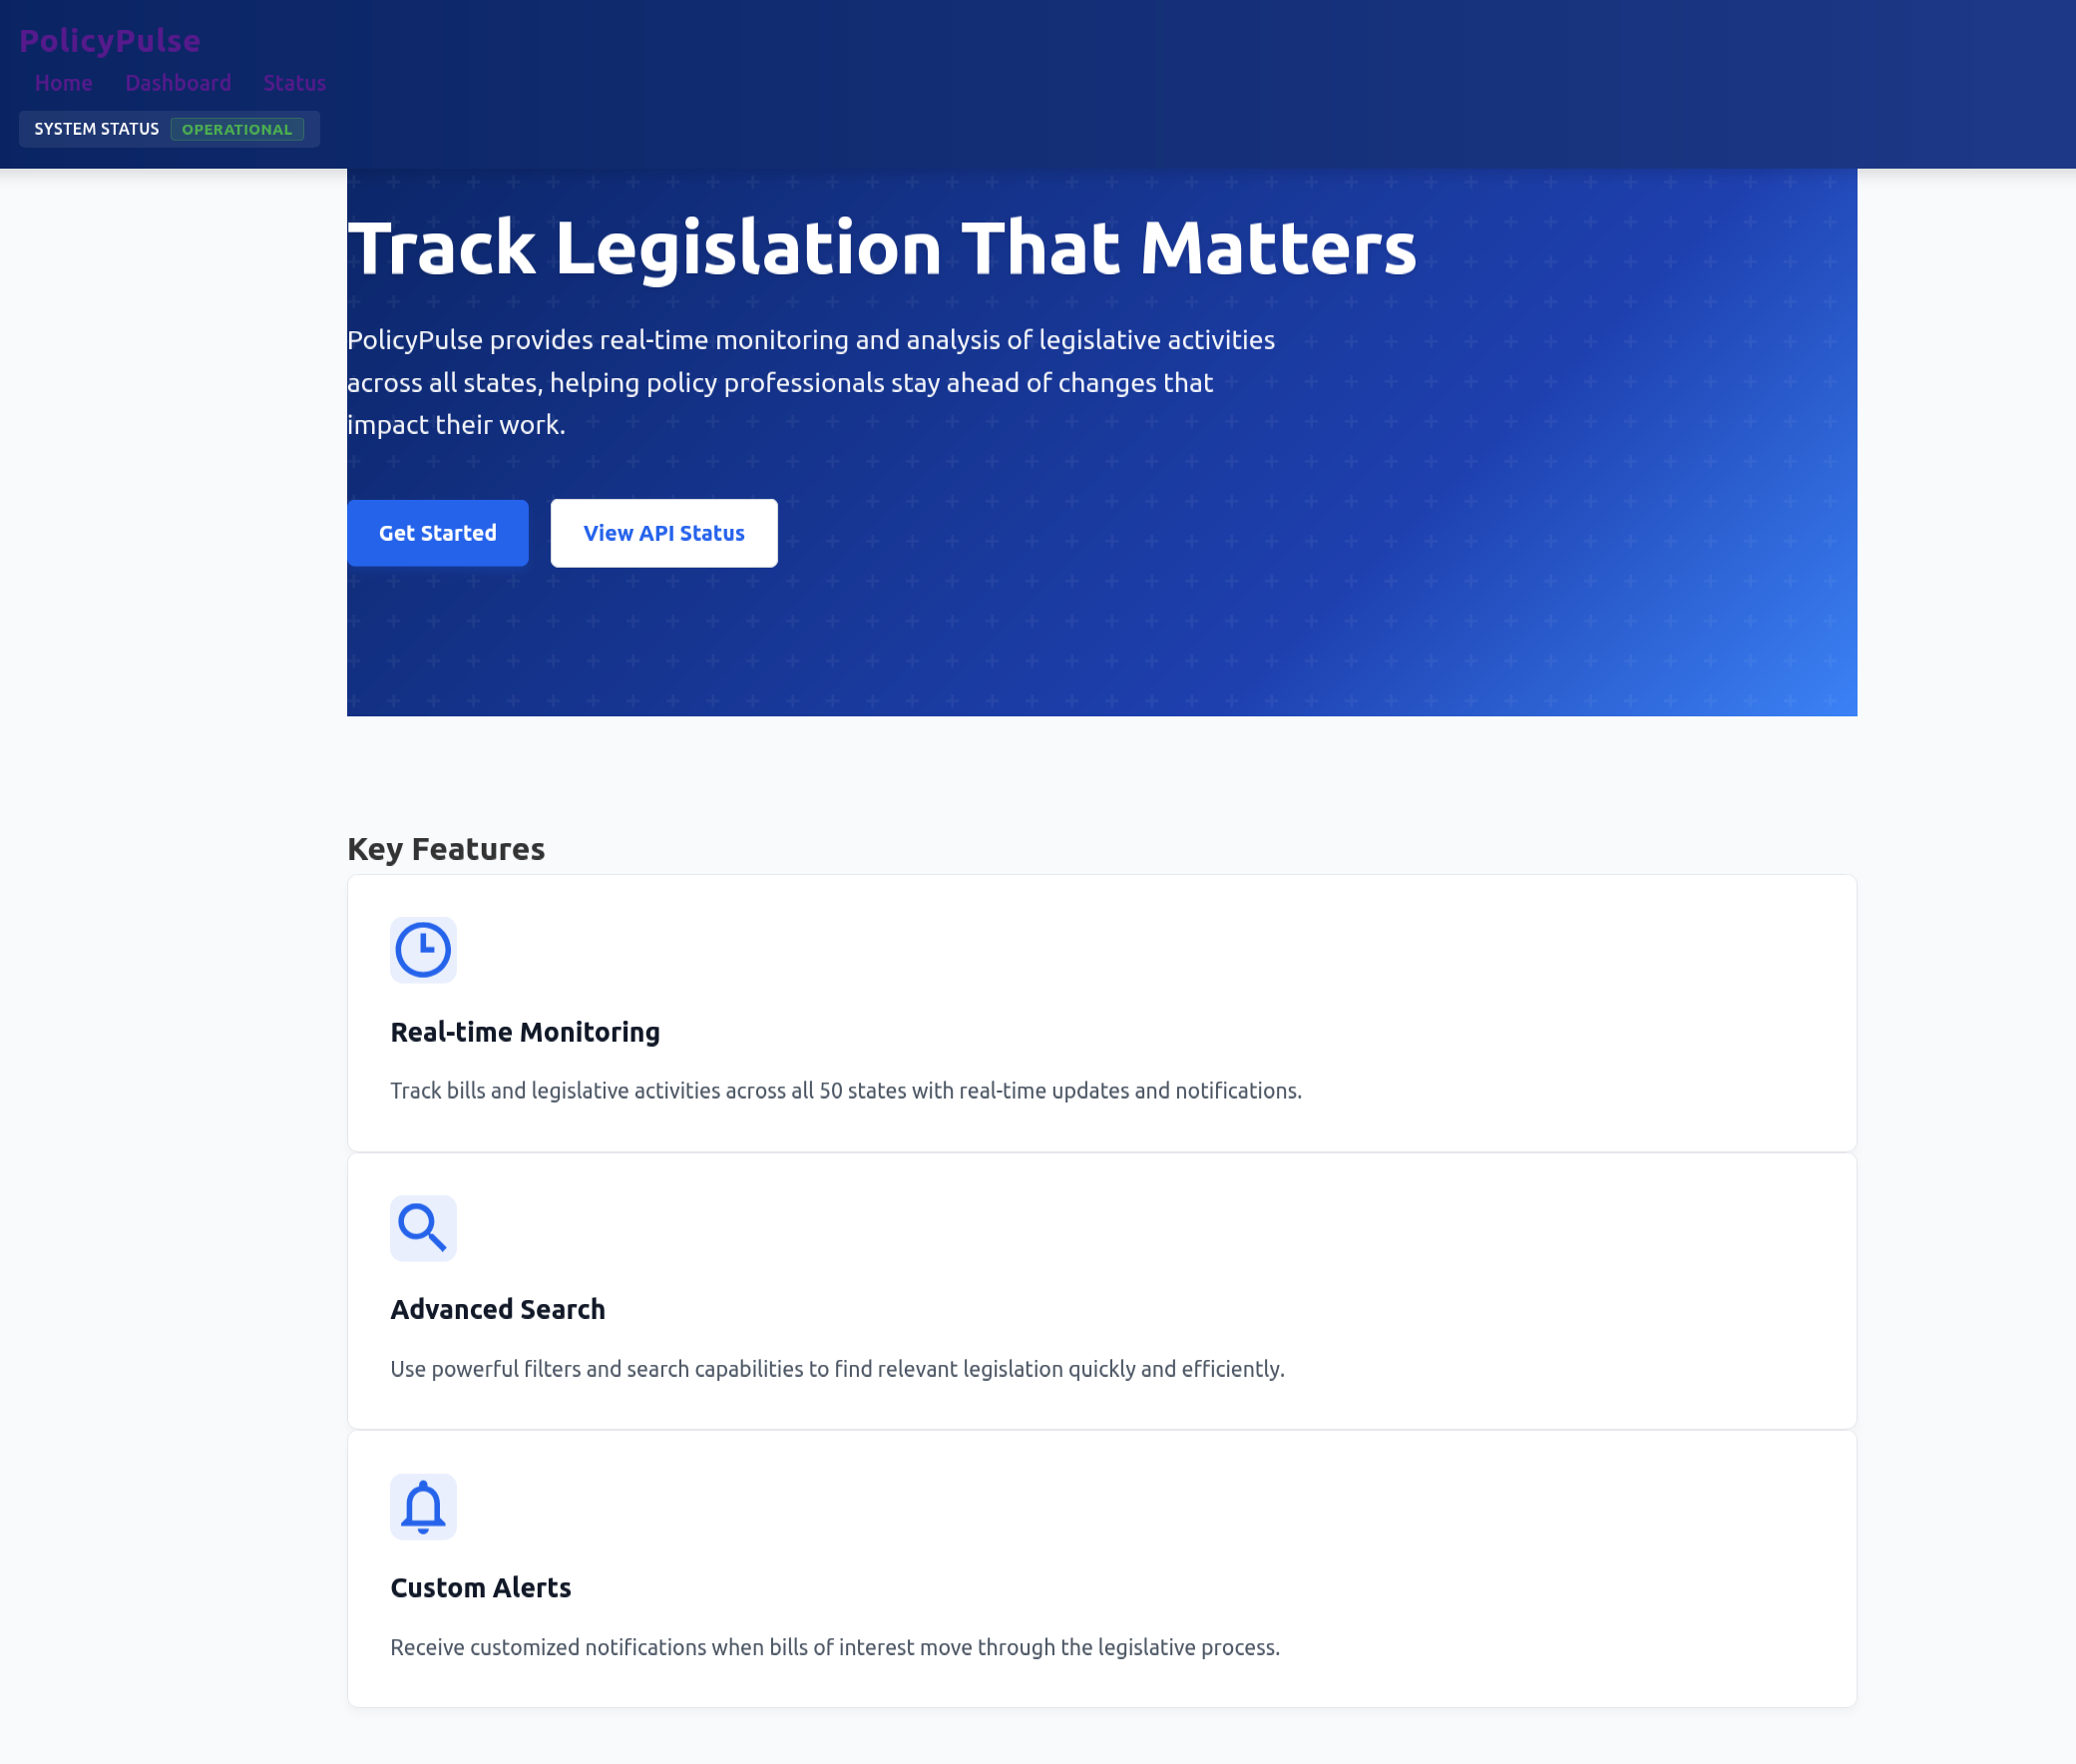 PolicyPulse
Home Dashboard Status
SYSTEM STATUS OPERATIONAL
Track Legislation That Matters
PolicyPulse provides real-time monitoring and analysis of legislative activities
across all states, helping policy professionals stay ahead of changes that
impact their work.
Get Started View API Status
Key Features
Real-time Monitoring
Track bills and legislative activities across all 50 states with real-time updates and notifications.
Advanced Search
Use powerful filters and search capabilities to find relevant legislation quickly and efficiently.
Custom Alerts
Receive customized notifications when bills of interest move through the legislative process.